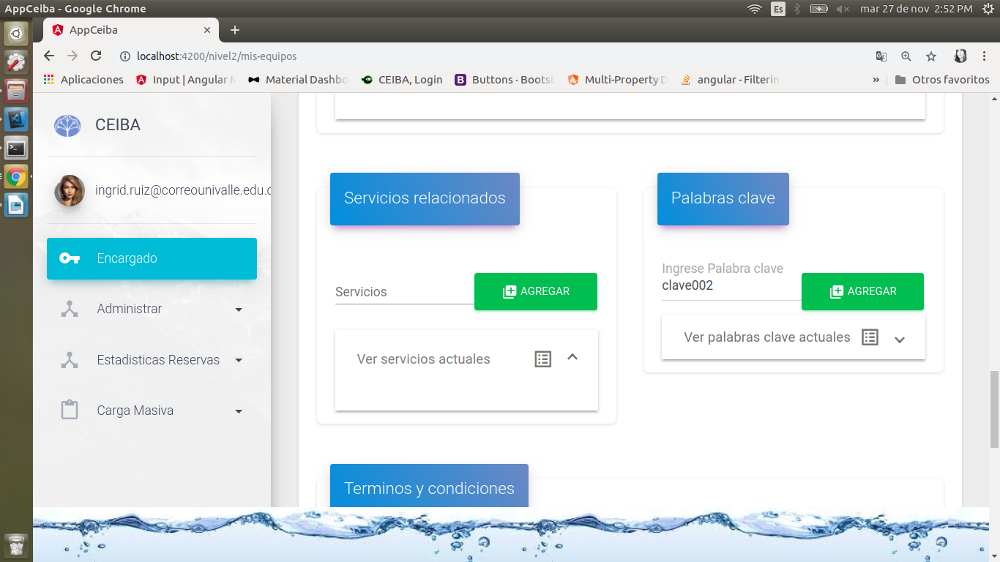 AppCeiba - Google Chrome
Es
mar 27 de nov 2:52 PM
AppCeiba
localhost:4200/nivel2/mis-equipos
Aplicaciones
Input | Angular
Material Dashbo
CEIBA, Login
Buttons · Boots
Multi-Property D
angular - Filterin
»
Otros favoritos
CEIBA
ingrid.ruiz@correounivalle.edu.c
Encargado
Administrar
Estadisticas Reservas
Carga Masiva
Servicios relacionados
Servicios
AGREGAR
Ver servicios actuales
Palabras clave
Ingrese Palabra clave
clave002
AGREGAR
Ver palabras clave actuales
Terminos y condiciones